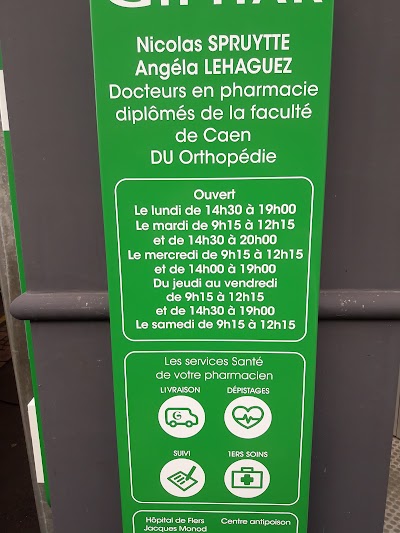 GIPHAR
Nicolas SPRUYTTE
Angéla LEHAGUEZ
Docteurs en pharmacie
diplômés de la faculté
de Caen
DU Orthopédie
Ouvert
Le lundi de 14h30 à 19h00
Le mardi de 9h15 à 12h15
et de 14h30 à 20h00
Le mercredi de 9h15 à 12h15
et de 14h00 à 19h00
Du jeudi au vendredi
de 9h15 à 12h15
et de 14h30 à 19h00
Le samedi de 9h15 à 12h15
Les services Santé
de votre pharmacien
LIVRAISON DÉPISTAGES
G
SUIVI 1ERS SOINS
Hôpital de Flers Centre antipoison
Jacques Monod